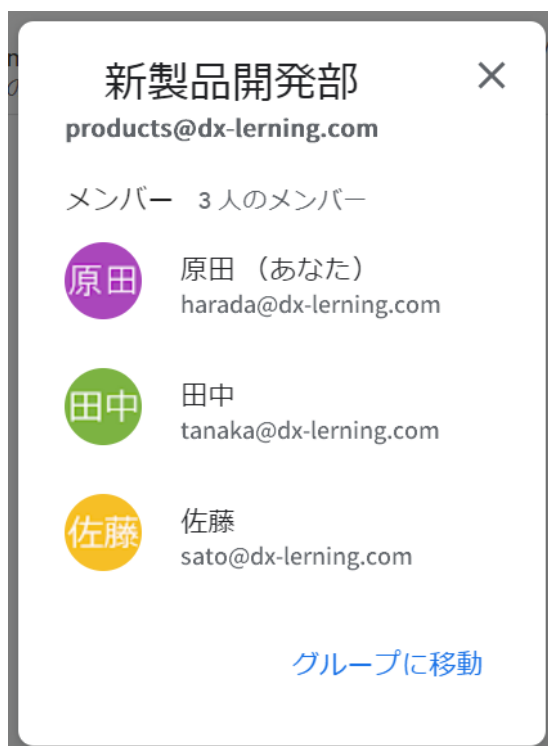 新製品開発部
products@dx-lerning.com
メンバー 3 人のメンバー
原田
原田 （あなた）
harada@dx-lerning.com
田中
田中
tanaka@dx-lerning.com
佐藤
佐藤
sato@dx-lerning.com
グループに移動